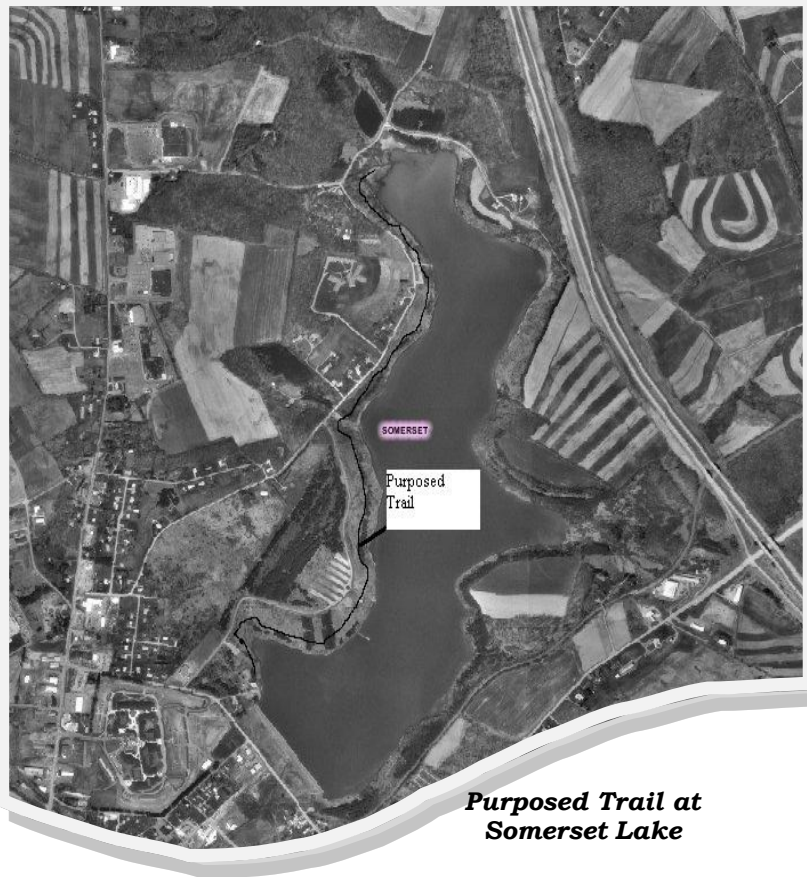 SOMERSET
Purposed
Trail
Purposed Trail at
Somerset Lake